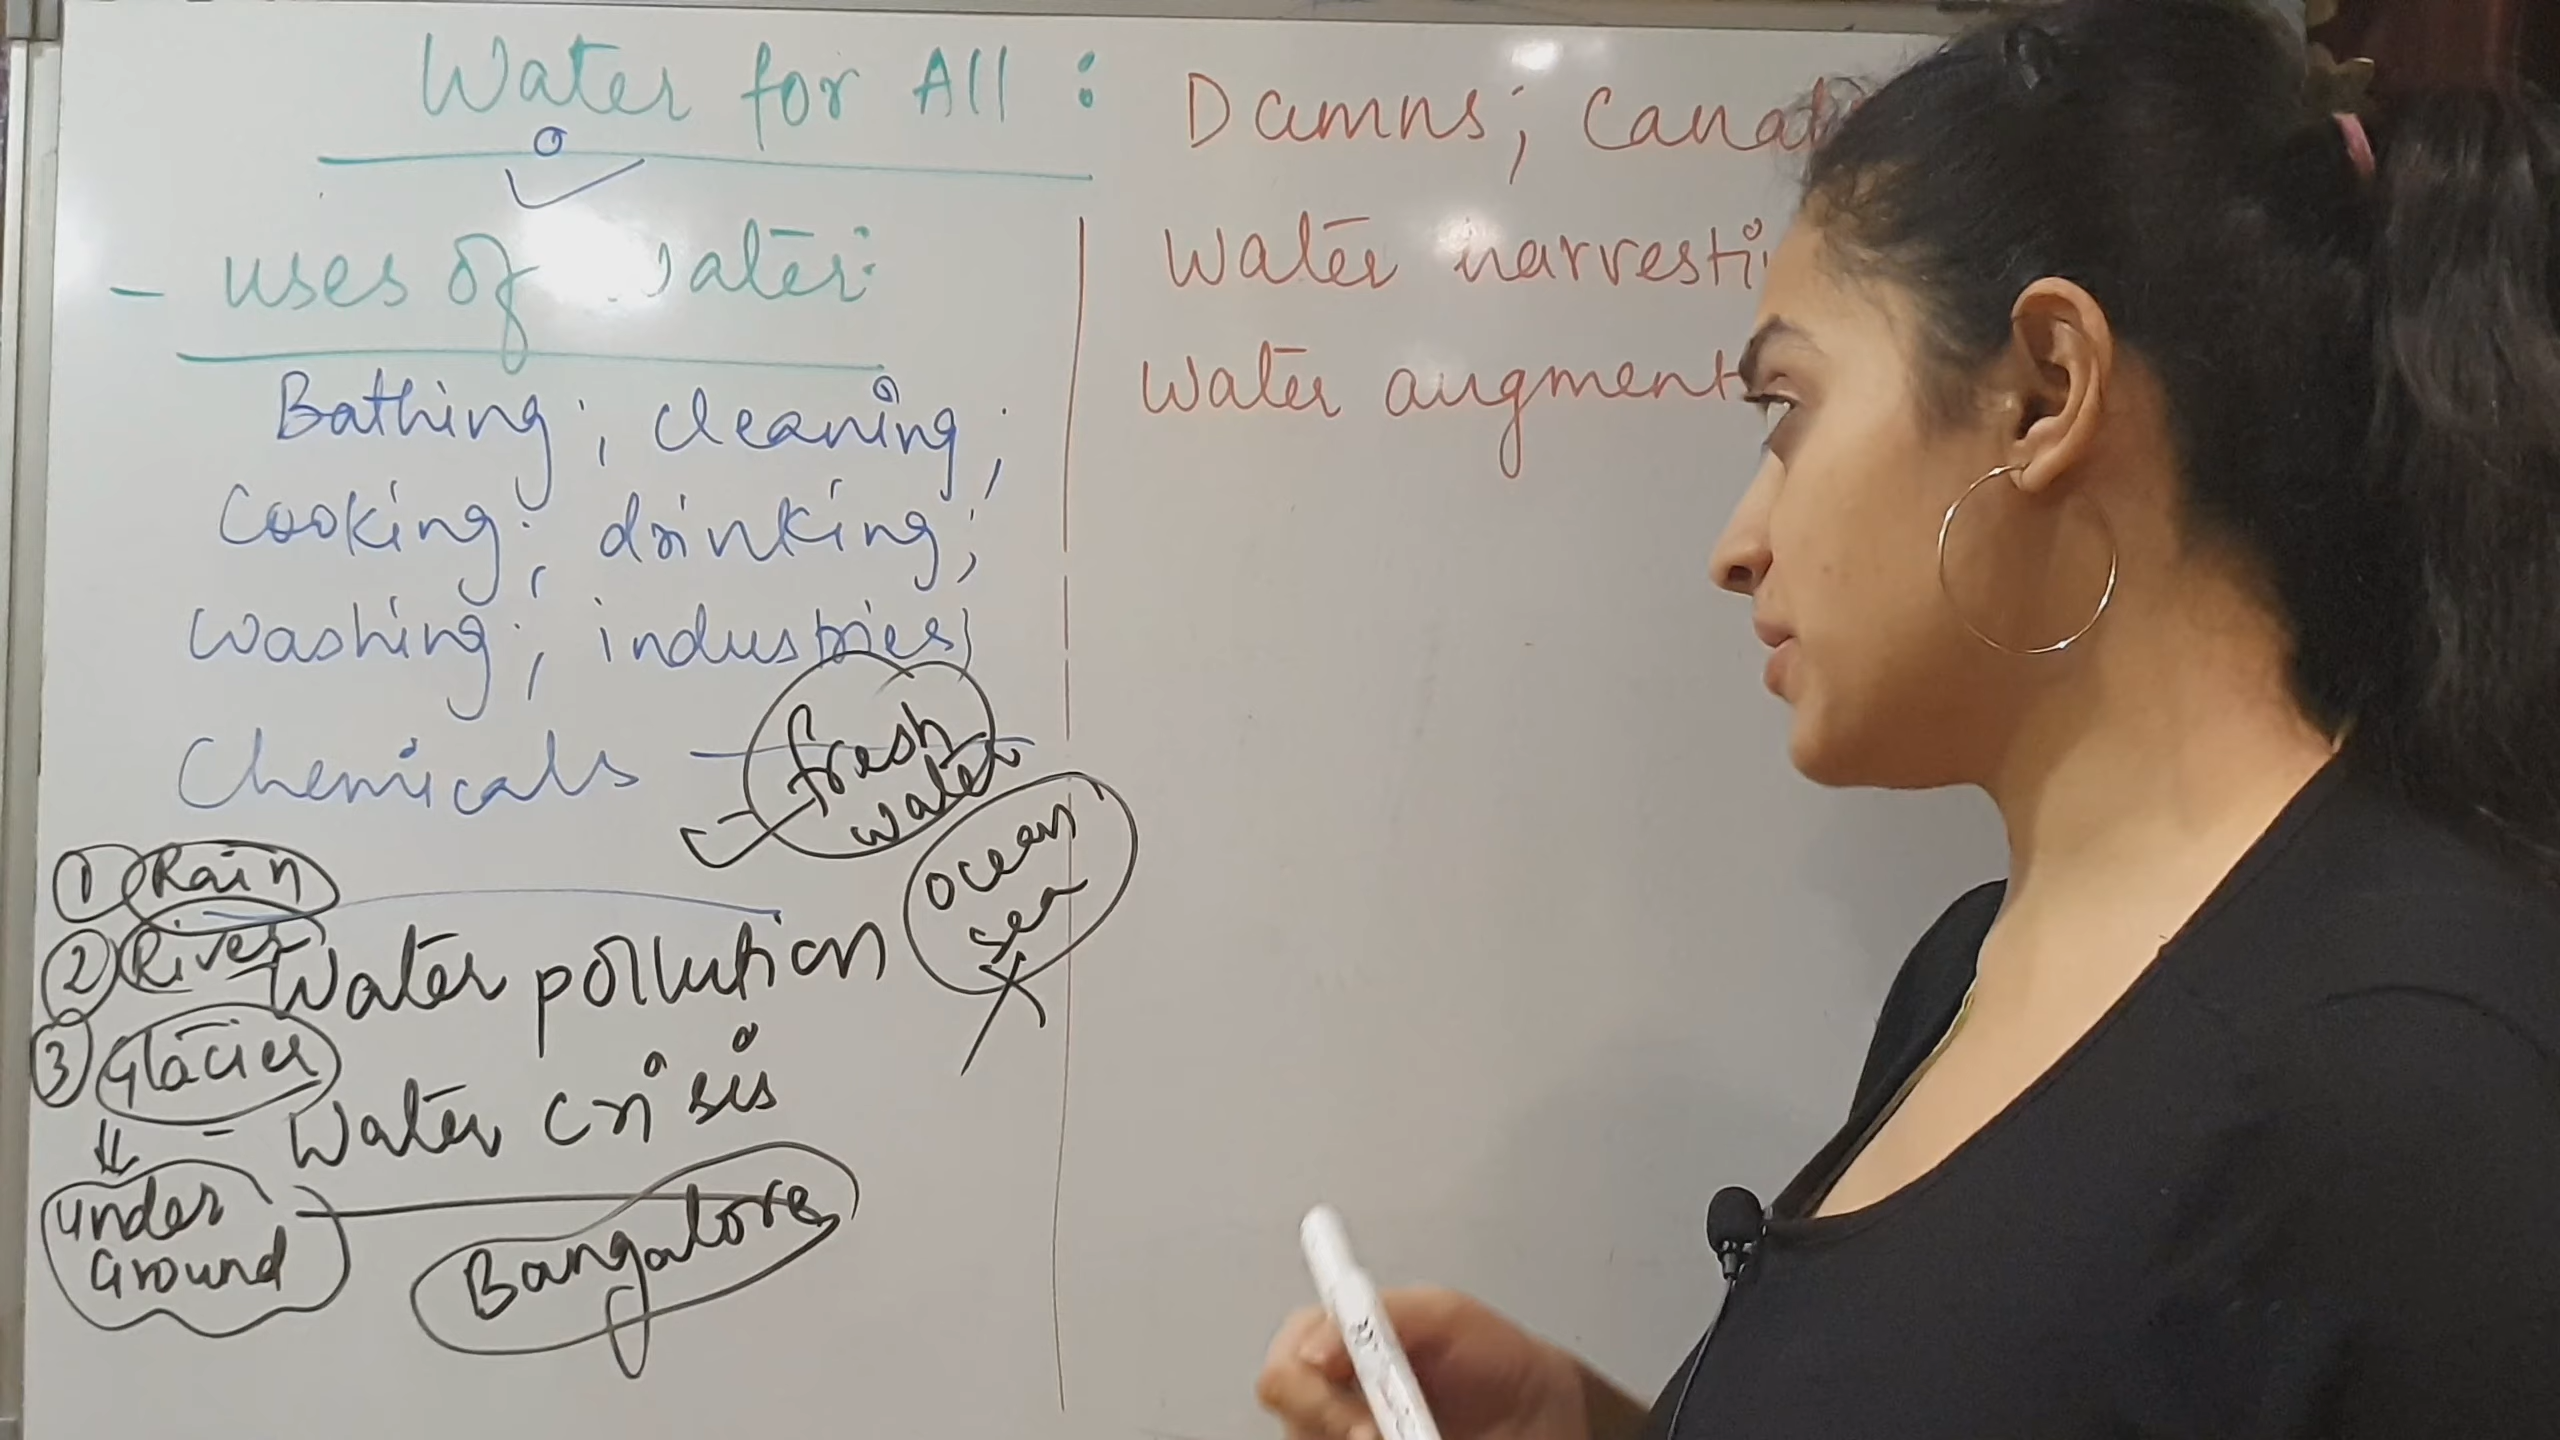 Water for All :
- uses of Water:
Bathing; cleaning;
Cooking; drinking;
Washing; industries;
Chemicals
fresh
water
ocean
sea
① Rain
② River
③ Glacier
Water pollution
- Water crisis
under
Ground
Bangalore
Damns; Canal
Water harvesti
Water augment